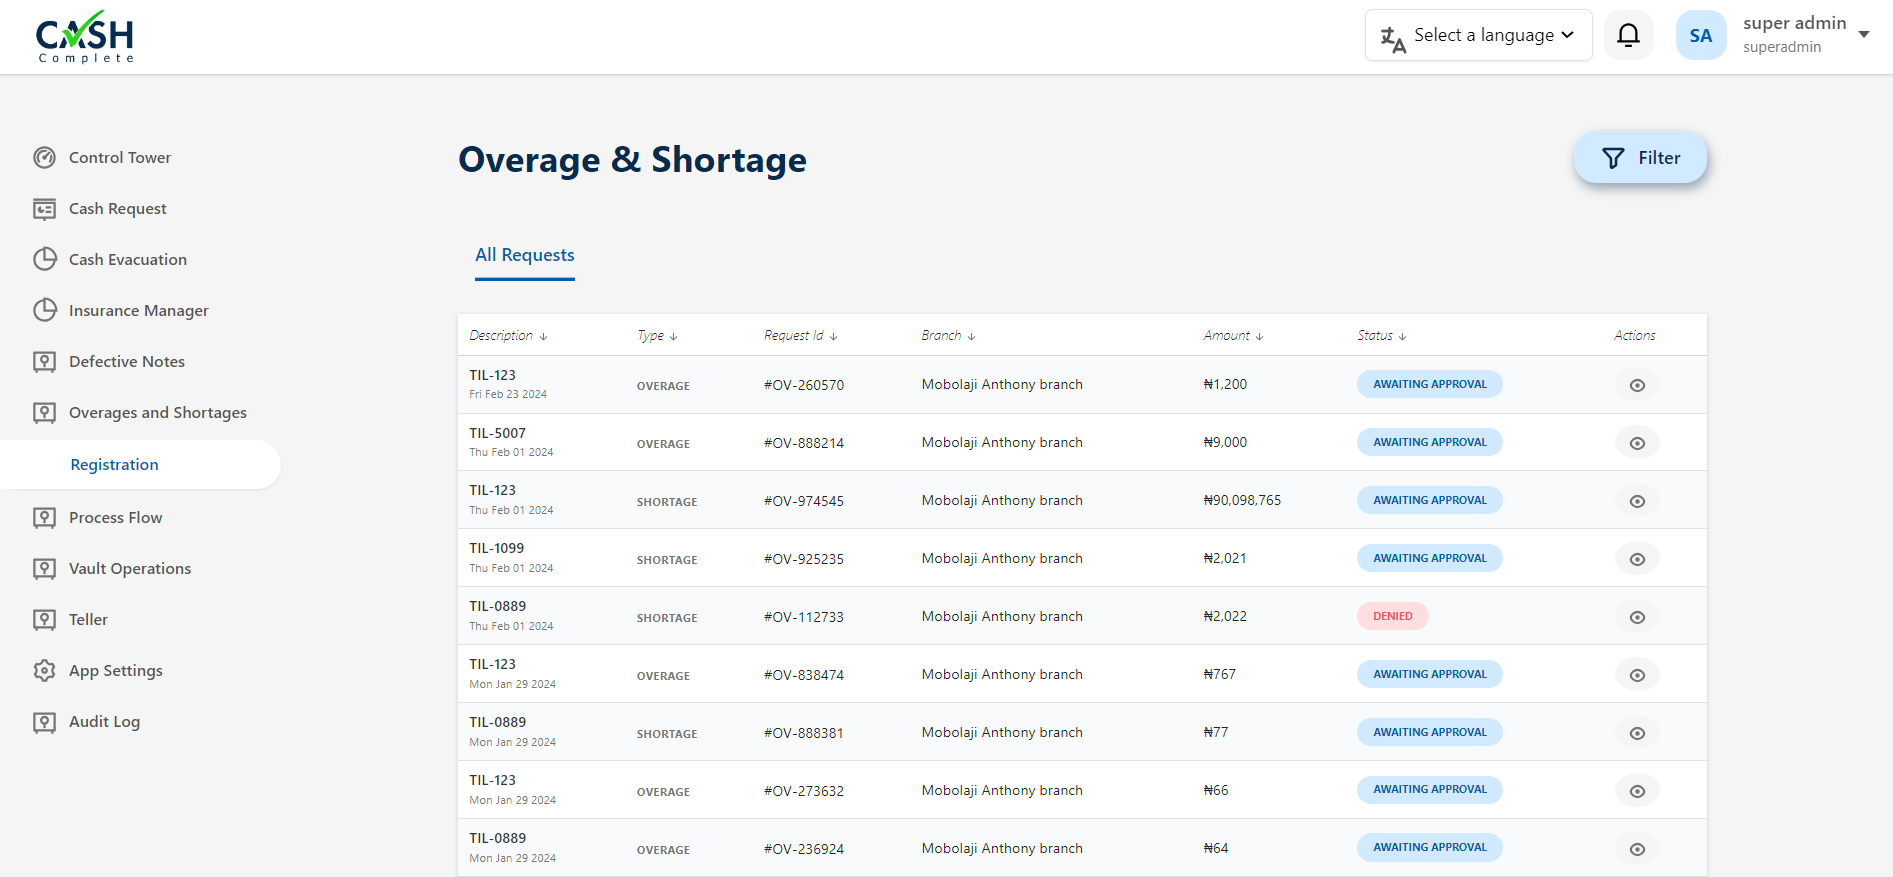 CASH
Complete
Select a language
SA
super admin
superadmin
Control Tower
Cash Request
Cash Evacuation
Insurance Manager
Defective Notes
Overages and Shortages
Registration
Process Flow
Vault Operations
Teller
App Settings
Audit Log
Overage & Shortage
Filter
All Requests
Description ↓ Type ↓ Request Id ↓ Branch ↓ Amount ↓ Status ↓ Actions
TIL-123
Fri Feb 23 2024
OVERAGE #OV-260570 Mobolaji Anthony branch ₦1,200 AWAITING APPROVAL
TIL-5007
Thu Feb 01 2024
OVERAGE #OV-888214 Mobolaji Anthony branch ₦9,000 AWAITING APPROVAL
TIL-123
Thu Feb 01 2024
SHORTAGE #OV-974545 Mobolaji Anthony branch ₦90,098,765 AWAITING APPROVAL
TIL-1099
Thu Feb 01 2024
SHORTAGE #OV-925235 Mobolaji Anthony branch ₦2,021 AWAITING APPROVAL
TIL-0889
Thu Feb 01 2024
SHORTAGE #OV-112733 Mobolaji Anthony branch ₦2,022 DENIED
TIL-123
Mon Jan 29 2024
OVERAGE #OV-838474 Mobolaji Anthony branch ₦767 AWAITING APPROVAL
TIL-0889
Mon Jan 29 2024
SHORTAGE #OV-888381 Mobolaji Anthony branch ₦77 AWAITING APPROVAL
TIL-123
Mon Jan 29 2024
OVERAGE #OV-273632 Mobolaji Anthony branch ₦66 AWAITING APPROVAL
TIL-0889
Mon Jan 29 2024
OVERAGE #OV-236924 Mobolaji Anthony branch ₦64 AWAITING APPROVAL